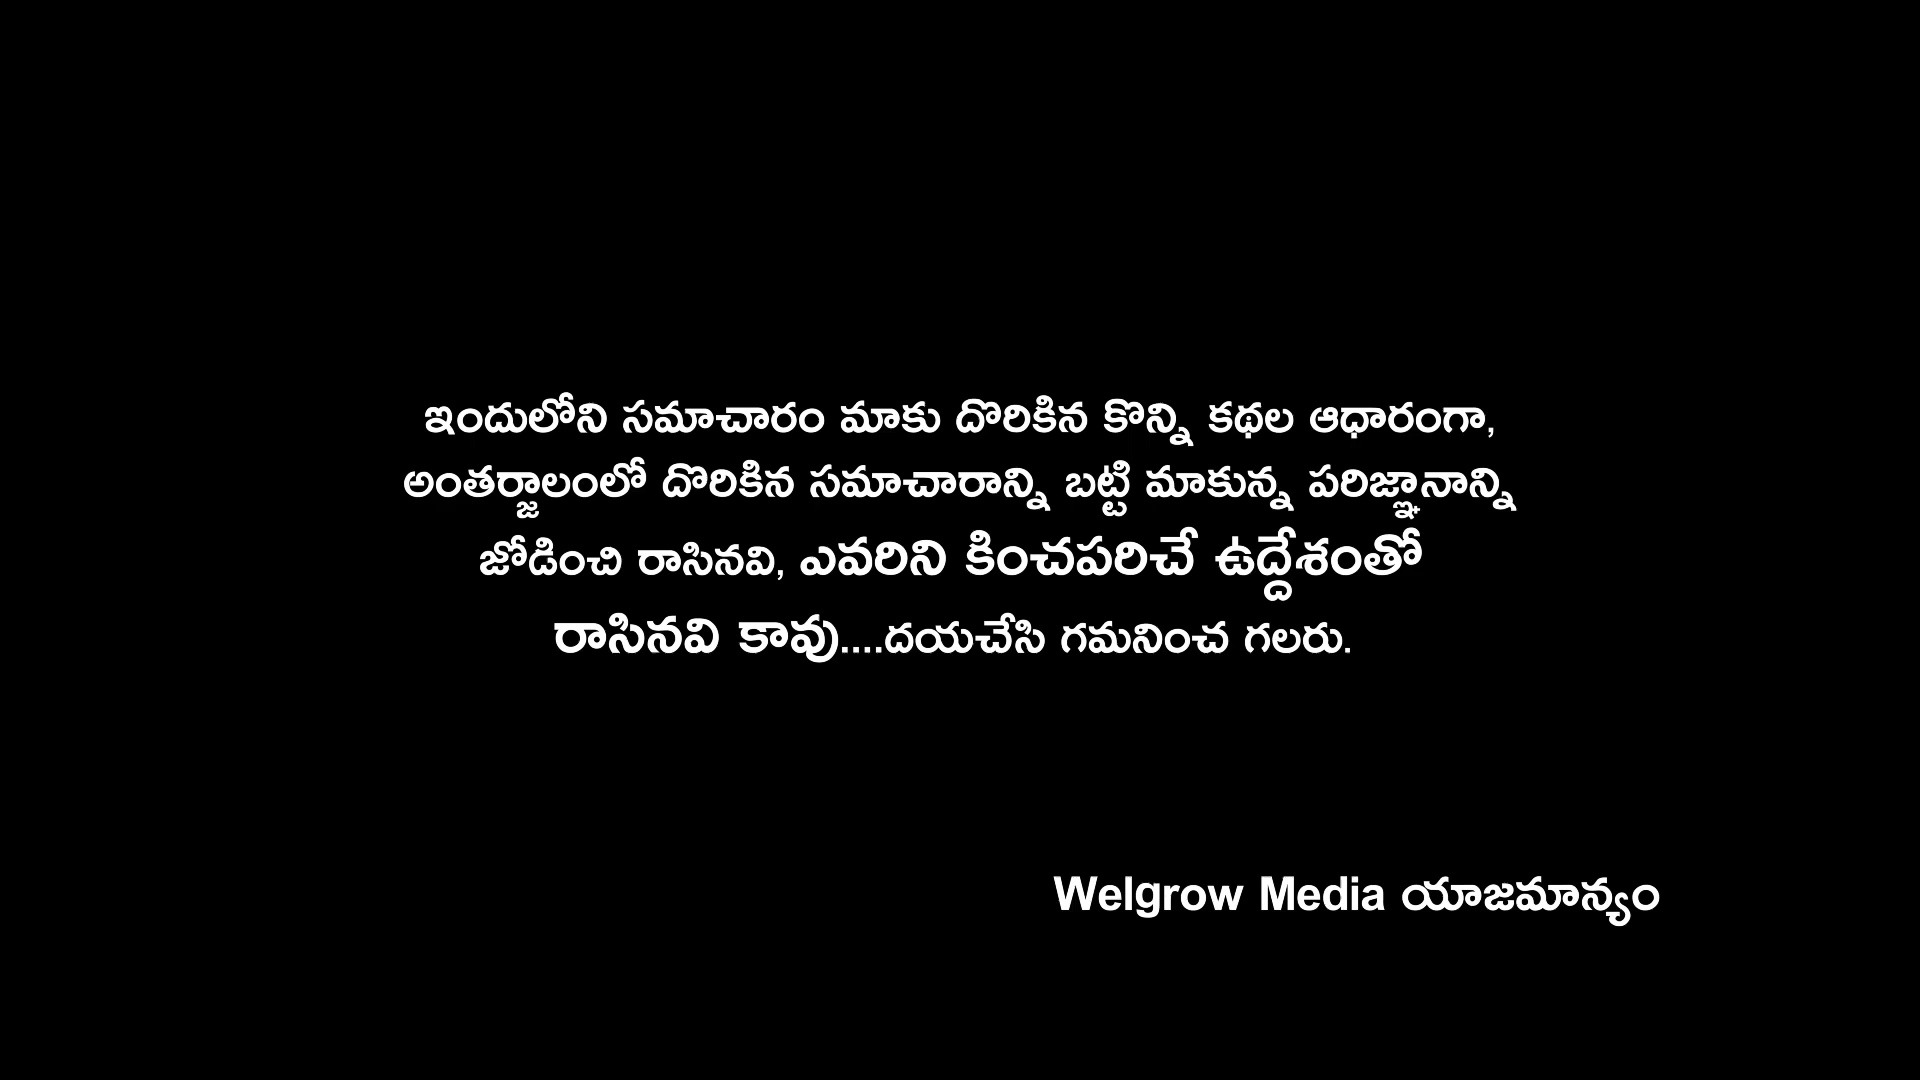 ఇందులోని సమాచారం మాకు దొరికిన కొన్ని కథల ఆధారంగా,
అంతర్జాలంలో దొరికిన సమాచారాన్ని బట్టి మాకున్న పరిజ్ఞానాన్ని
జోడించి రాసినవి, ఎవరిని కించపరిచే ఉద్దేశంతో
రాసినవి కావు....దయచేసి గమనించ గలరు.
Welgrow Media యాజమాన్యం